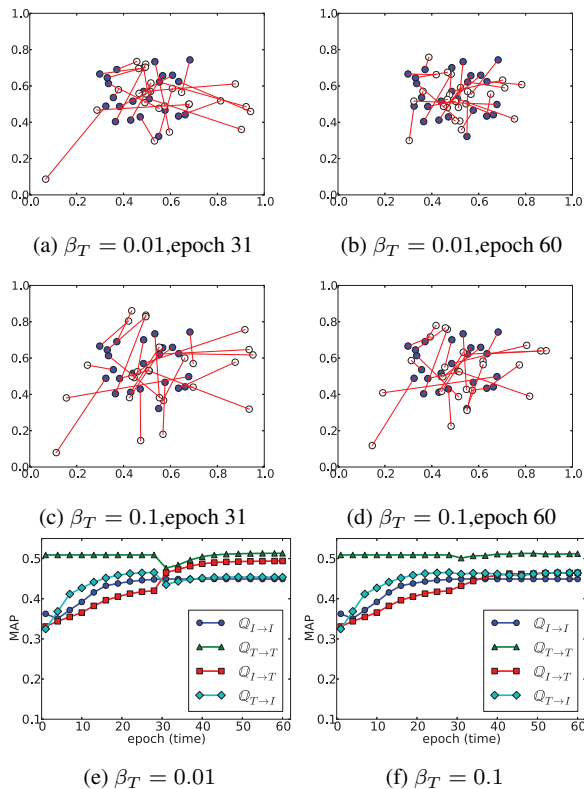 1.0
0.8
0.6
0.4
0.2
0.0
0.0 0.2 0.4 0.6 0.8 1.0
(a) β_T = 0.01,epoch 31
1.0
0.8
0.6
0.4
0.2
0.0
0.0 0.2 0.4 0.6 0.8 1.0
(b) β_T = 0.01,epoch 60
1.0
0.8
0.6
0.4
0.2
0.0
0.0 0.2 0.4 0.6 0.8 1.0
(c) β_T = 0.1,epoch 31
1.0
0.8
0.6
0.4
0.2
0.0
0.0 0.2 0.4 0.6 0.8 1.0
(d) β_T = 0.1,epoch 60
MAP
0.5
0.4
0.3
0.2
0.1
ℚ_{I→I}
ℚ_{T→T}
ℚ_{I→T}
ℚ_{T→I}
0 10 20 30 40 50 60
epoch (time)
(e) β_T = 0.01
MAP
0.5
0.4
0.3
0.2
0.1
ℚ_{I→I}
ℚ_{T→T}
ℚ_{I→T}
ℚ_{T→I}
0 10 20 30 40 50 60
epoch (time)
(f) β_T = 0.1